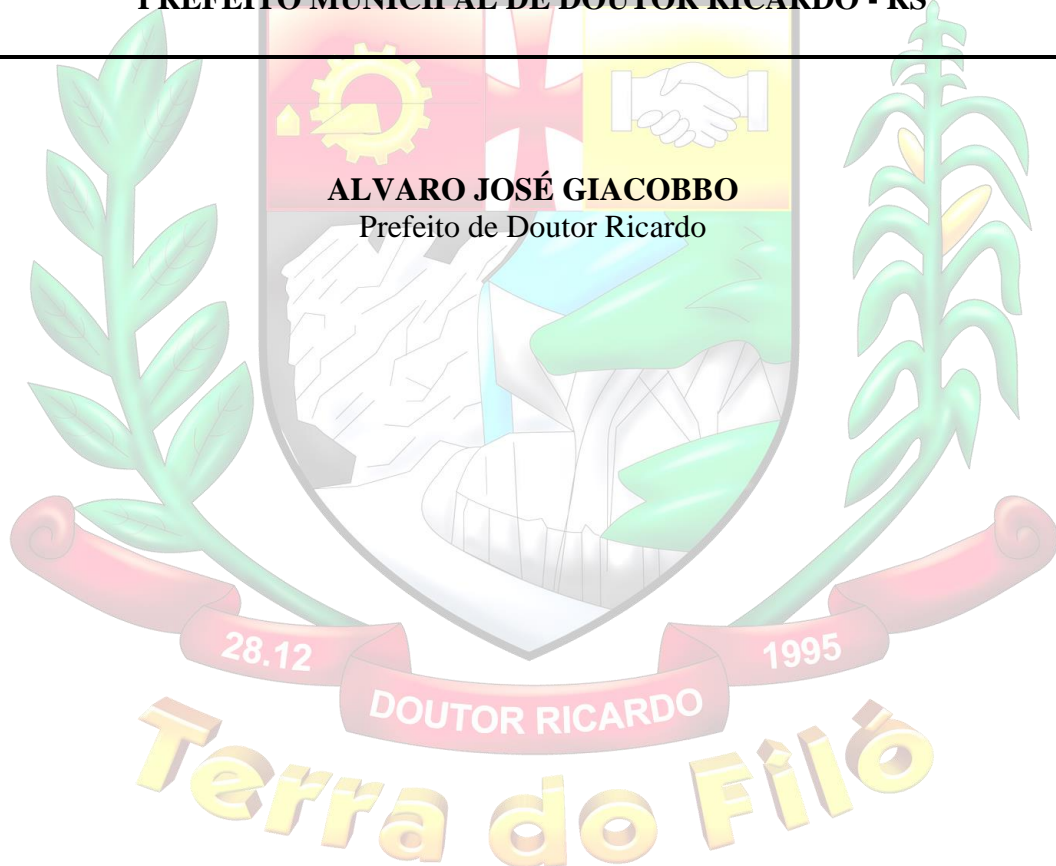 PREFEITO MUNICIPAL DE DOUTOR RICARDO - RS
ALVARO JOSÉ GIACOBBO
Prefeito de Doutor Ricardo
28.12
1995
DOUTOR RICARDO
Terra do Filó